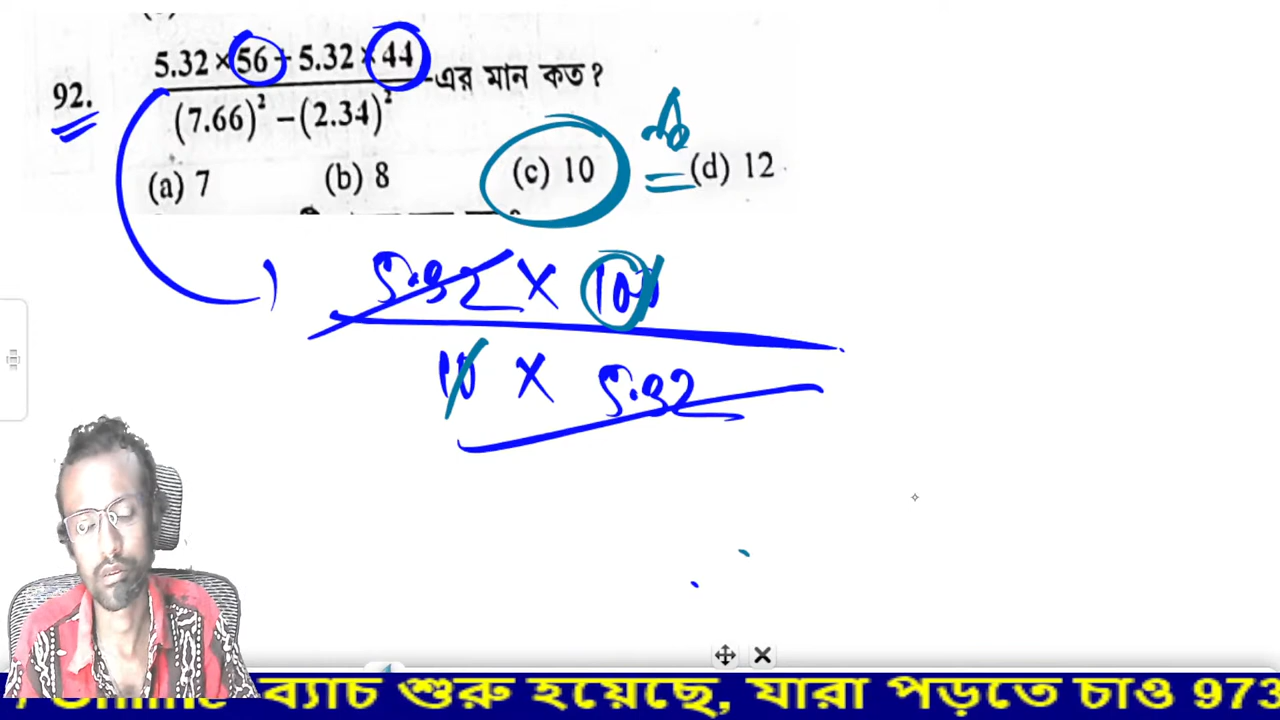 5.32 × 56 + 5.32 × 44
92. ――――――――――― -এর মান কত ?
(7.66)² − (2.34)²
(a) 7 (b) 8 (c) 10 (d) 12
5.32 × 100
10 × 5.32
Online ব্যাচ শুরু হয়েছে, যারা পড়তে চাও 973